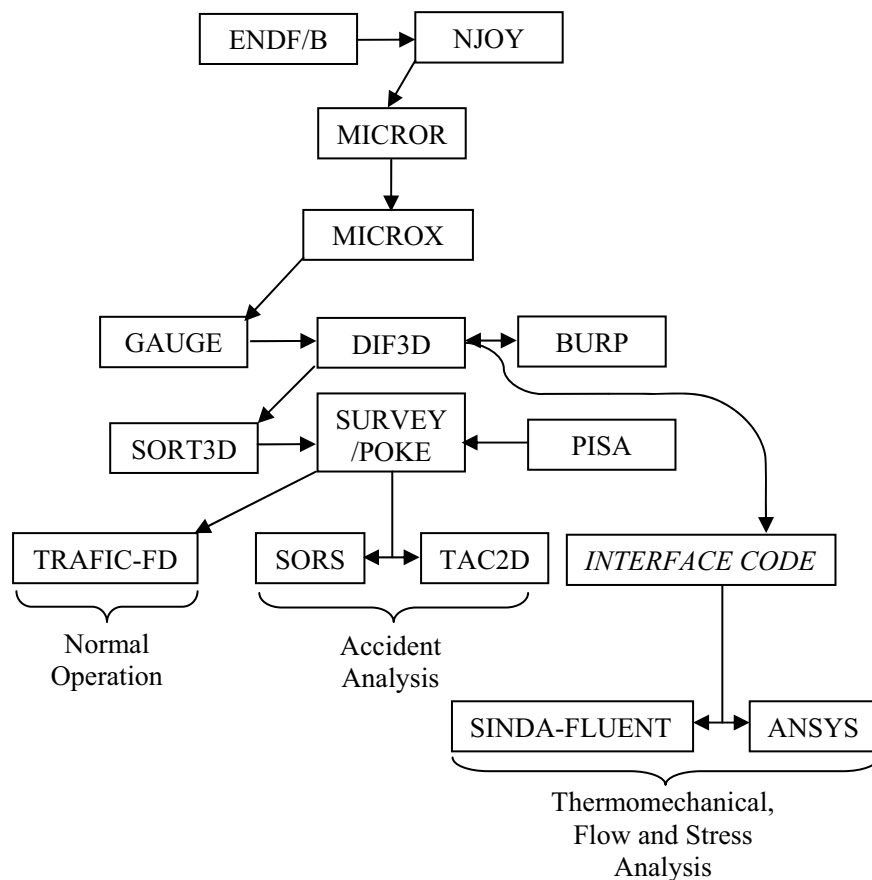 ENDF/B
NJOY
MICROR
MICROX
GAUGE
DIF3D
BURP
SORT3D
SURVEY
/POKE
PISA
TRAFIC-FD
SORS
TAC2D
INTERFACE CODE
Normal
Operation
Accident
Analysis
SINDA-FLUENT
ANSYS
Thermomechanical,
Flow and Stress
Analysis